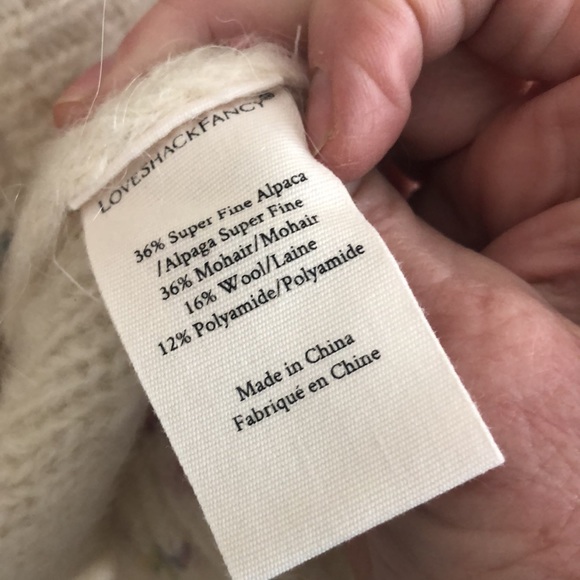 LOVESHACKFANCY®
36% Super Fine Alpaca
/Alpaga Super Fine
36% Mohair/Mohair
16% Wool/Laine
12% Polyamide/Polyamide
Made in China
Fabriqué en Chine